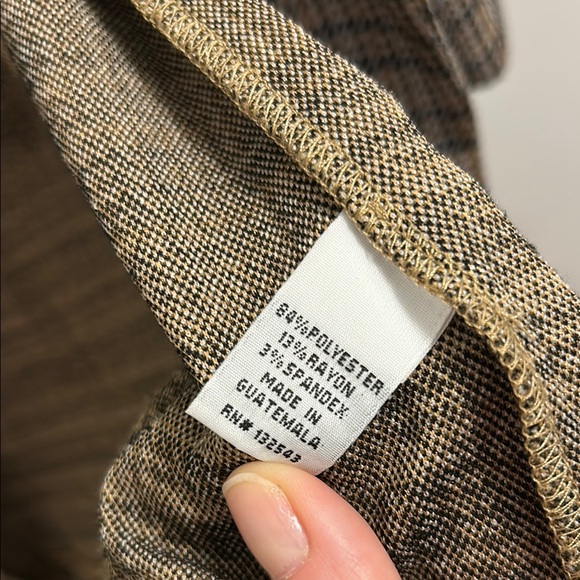 84% POLYESTER
13% RAYON
3% SPANDEX
MADE IN
GUATEMALA
RN# 132543